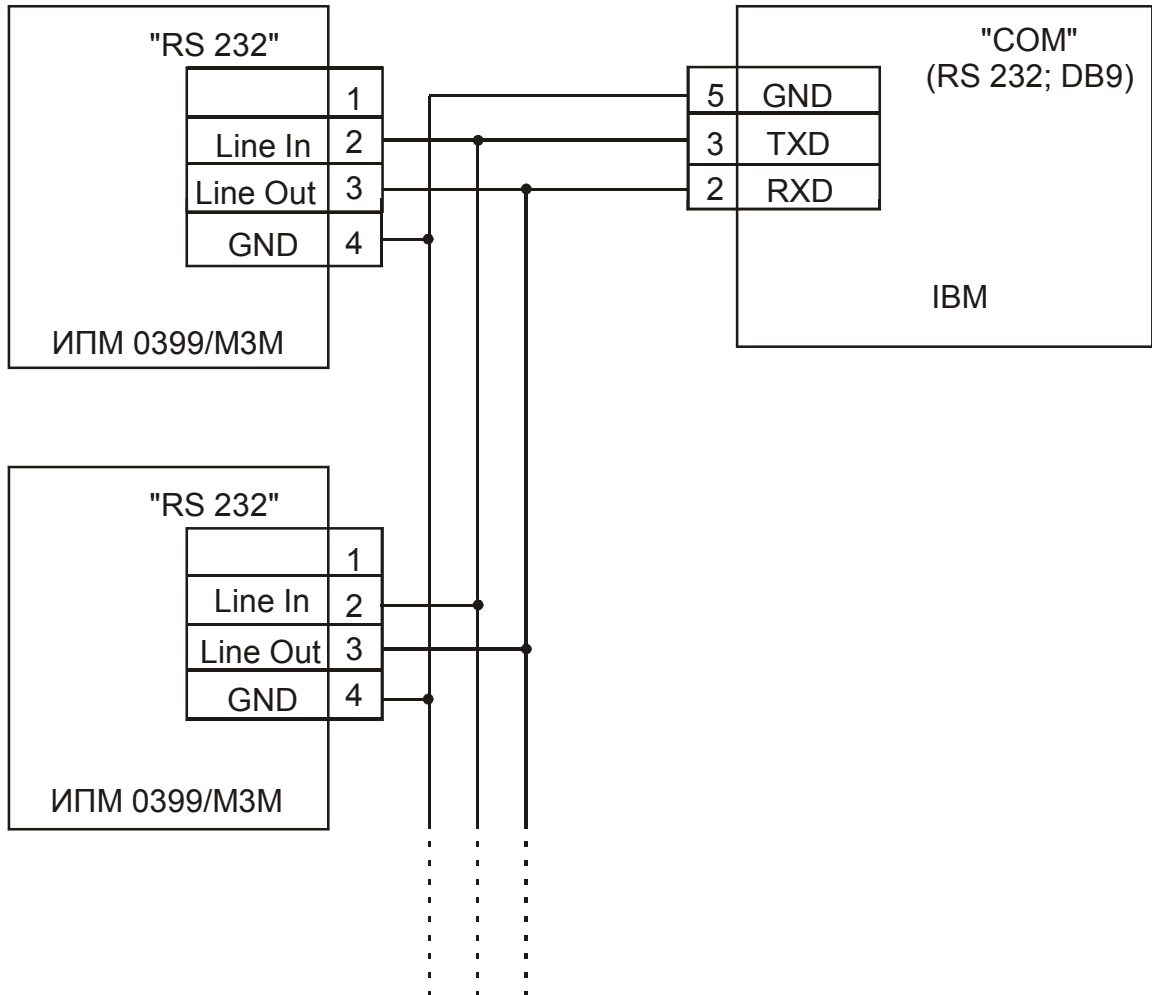 "RS 232"
1
Line In 2
Line Out 3
GND 4
ИПМ 0399/М3М
"COM"
(RS 232; DB9)
5 GND
3 TXD
2 RXD
IBM
"RS 232"
1
Line In 2
Line Out 3
GND 4
ИПМ 0399/М3М